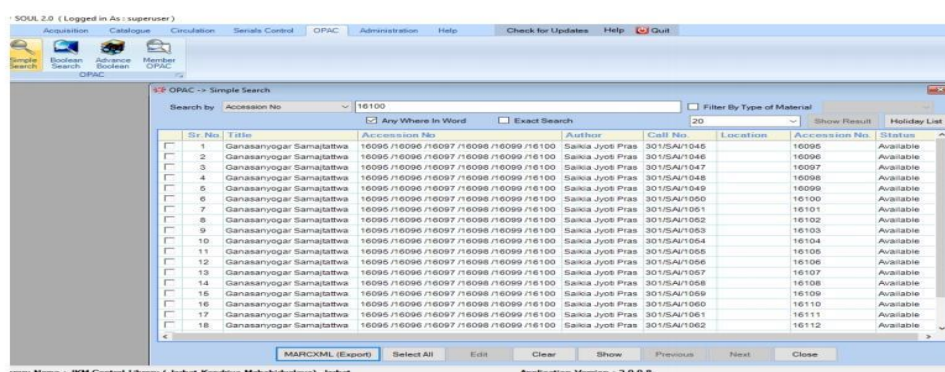 SOUL 2.0 ( Logged in As : superuser )
Acquisition Catalogue Circulation Serials Control OPAC Administration Help Check for Updates Help Quit
Simple Search Boolean Search Advance Boolean Member OPAC
OPAC
OPAC -> Simple Search
Search by Accession No 16100 Filter By Type of Material
Any Where In Word Exact Search 20 Show Result Holiday List
Sr.No Title Accession No Author Call No. Location Accession No. Status
1 Ganasanyogar Samajtattwa 16095 /16096 /16097 /16098 /16099 /16100 Saikia Jyoti Pras 301/SAI/1045 16095 Available
2 Ganasanyogar Samajtattwa 16095 /16096 /16097 /16098 /16099 /16100 Saikia Jyoti Pras 301/SAI/1046 16096 Available
3 Ganasanyogar Samajtattwa 16095 /16096 /16097 /16098 /16099 /16100 Saikia Jyoti Pras 301/SAI/1047 16097 Available
4 Ganasanyogar Samajtattwa 16095 /16096 /16097 /16098 /16099 /16100 Saikia Jyoti Pras 301/SAI/1048 16098 Available
5 Ganasanyogar Samajtattwa 16095 /16096 /16097 /16098 /16099 /16100 Saikia Jyoti Pras 301/SAI/1049 16099 Available
6 Ganasanyogar Samajtattwa 16095 /16096 /16097 /16098 /16099 /16100 Saikia Jyoti Pras 301/SAI/1050 16100 Available
7 Ganasanyogar Samajtattwa 16095 /16096 /16097 /16098 /16099 /16100 Saikia Jyoti Pras 301/SAI/1051 16101 Available
8 Ganasanyogar Samajtattwa 16095 /16096 /16097 /16098 /16099 /16100 Saikia Jyoti Pras 301/SAI/1052 16102 Available
9 Ganasanyogar Samajtattwa 16095 /16096 /16097 /16098 /16099 /16100 Saikia Jyoti Pras 301/SAI/1053 16103 Available
10 Ganasanyogar Samajtattwa 16095 /16096 /16097 /16098 /16099 /16100 Saikia Jyoti Pras 301/SAI/1054 16104 Available
11 Ganasanyogar Samajtattwa 16095 /16096 /16097 /16098 /16099 /16100 Saikia Jyoti Pras 301/SAI/1055 16105 Available
12 Ganasanyogar Samajtattwa 16095 /16096 /16097 /16098 /16099 /16100 Saikia Jyoti Pras 301/SAI/1056 16106 Available
13 Ganasanyogar Samajtattwa 16095 /16096 /16097 /16098 /16099 /16100 Saikia Jyoti Pras 301/SAI/1057 16107 Available
14 Ganasanyogar Samajtattwa 16095 /16096 /16097 /16098 /16099 /16100 Saikia Jyoti Pras 301/SAI/1058 16108 Available
15 Ganasanyogar Samajtattwa 16095 /16096 /16097 /16098 /16099 /16100 Saikia Jyoti Pras 301/SAI/1059 16109 Available
16 Ganasanyogar Samajtattwa 16095 /16096 /16097 /16098 /16099 /16100 Saikia Jyoti Pras 301/SAI/1060 16110 Available
17 Ganasanyogar Samajtattwa 16095 /16096 /16097 /16098 /16099 /16100 Saikia Jyoti Pras 301/SAI/1061 16111 Available
18 Ganasanyogar Samajtattwa 16095 /16096 /16097 /16098 /16099 /16100 Saikia Jyoti Pras 301/SAI/1062 16112 Available
MARCXML (Export) Select All Edit Clear Show Previous Next Close